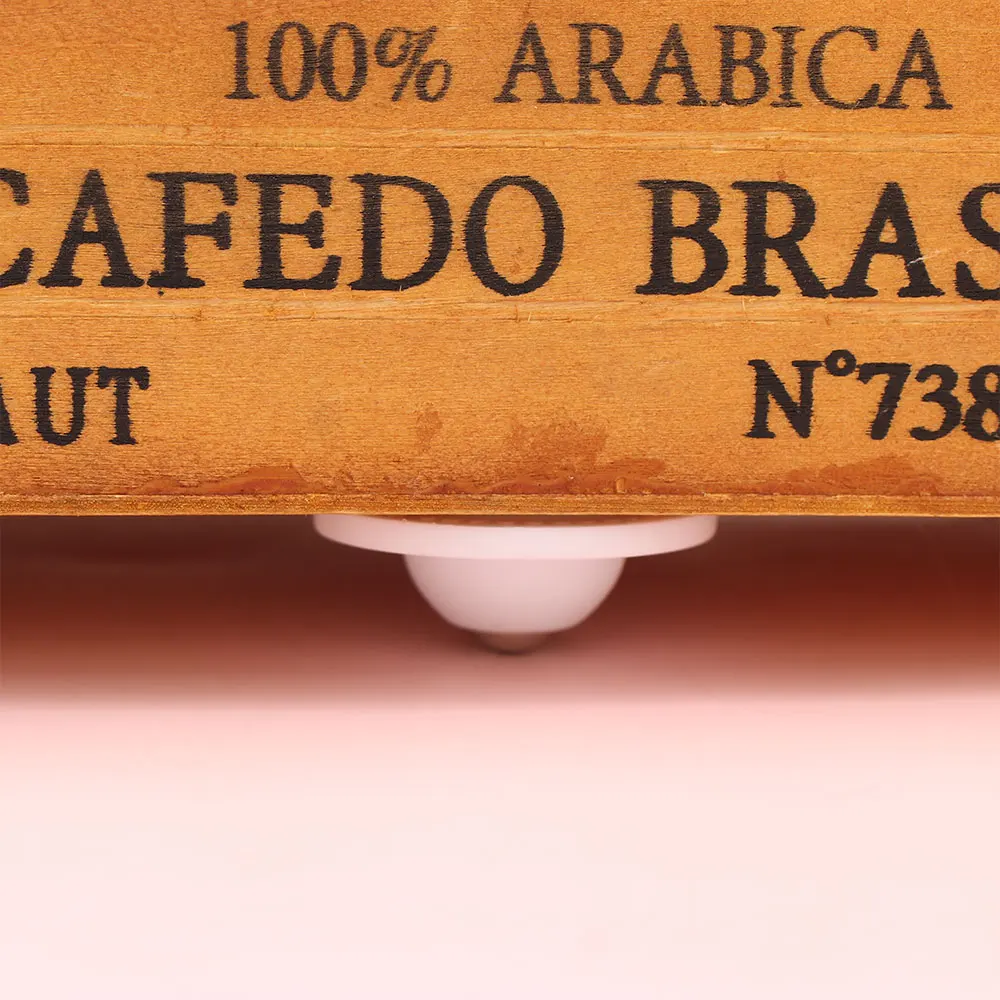 100% ARABICA
CAFEDO BRAS
AUT N°738